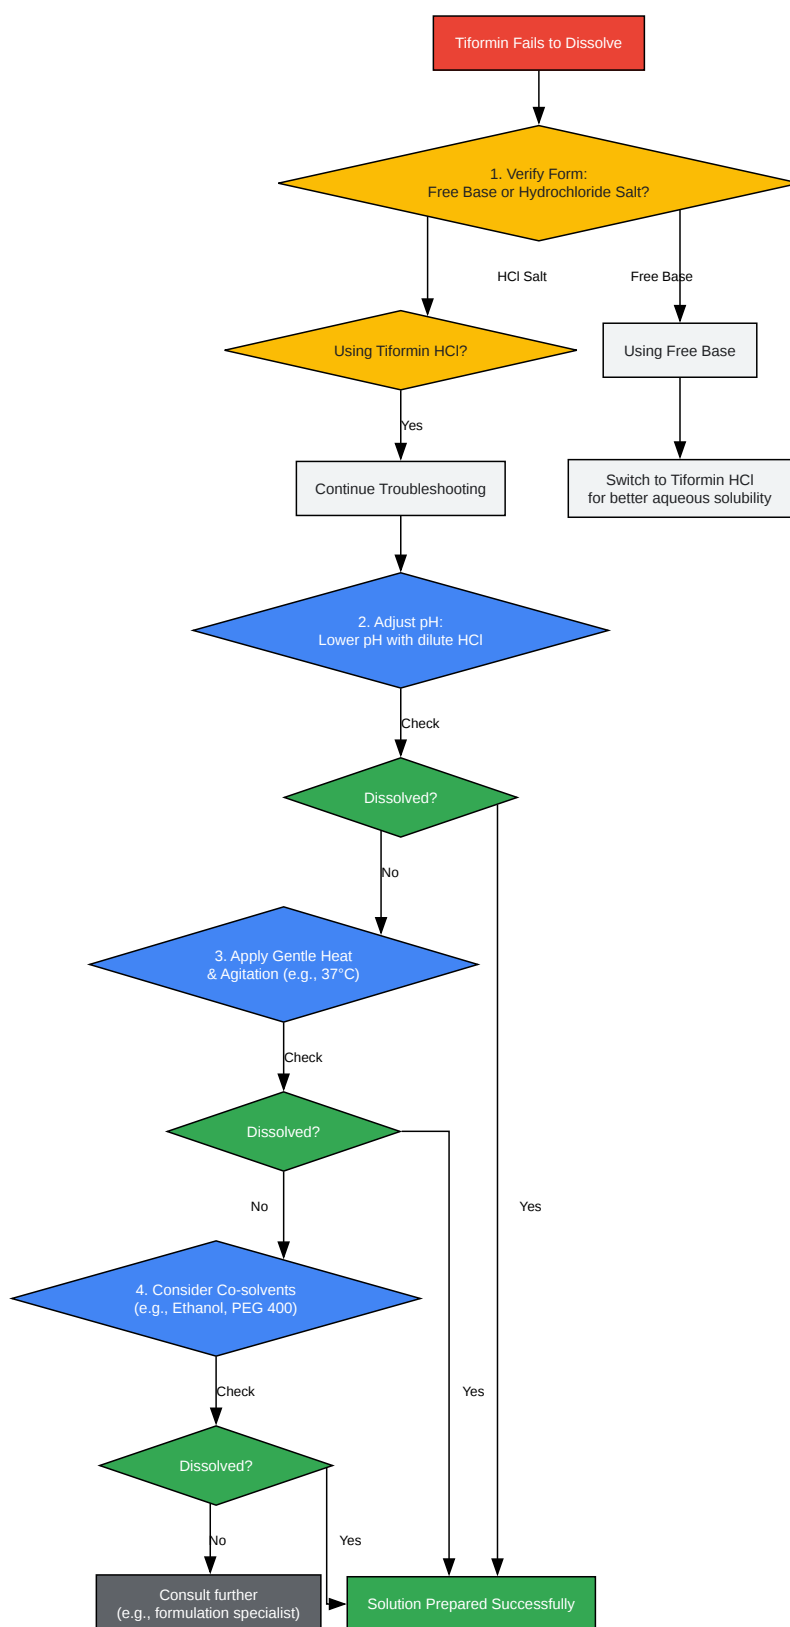 Tiformin Fails to Dissolve
1. Verify Form:
Free Base or Hydrochloride Salt?
HCl Salt
Free Base
Using Tiformin HCl?
Using Free Base
Yes
Continue Troubleshooting
Switch to Tiformin HCl
for better aqueous solubility
2. Adjust pH:
Lower pH with dilute HCl
Check
Dissolved?
No
3. Apply Gentle Heat
& Agitation (e.g., 37°C)
Check
Dissolved?
No
Yes
4. Consider Co-solvents
(e.g., Ethanol, PEG 400)
Check
Yes
Dissolved?
No
Yes
Consult further
(e.g., formulation specialist)
Solution Prepared Successfully